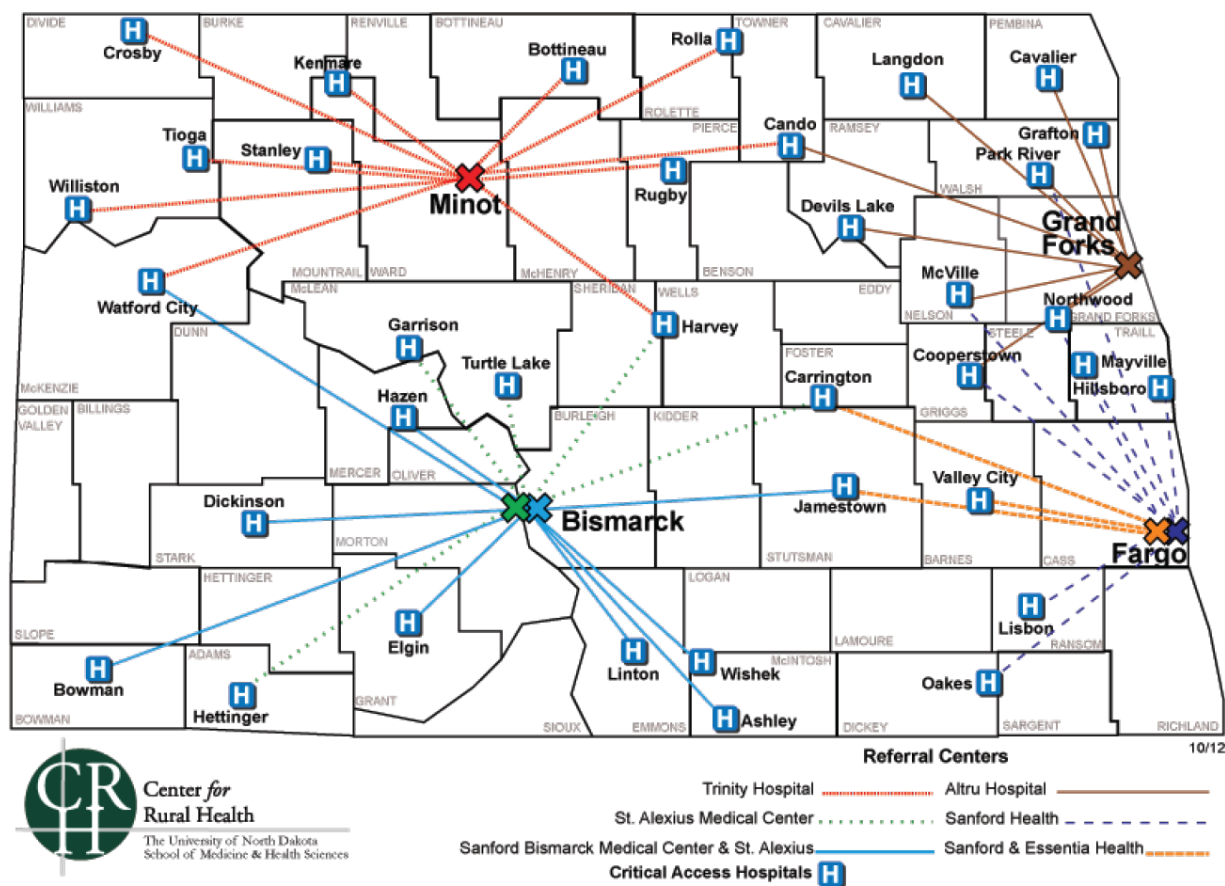 DIVIDE
BURKE
RENVILLE
BOTTINEAU
TOWNER
CAVALIER
PEMBINA
Crosby
Kenmare
Bottineau
Rolla
Langdon
Cavalier
WILLIAMS
ROLETTE
PIERCE
RAMSEY
Tioga
Stanley
Cando
Grafton
Park River
Rugby
WALSH
Williston
Minot
Devils Lake
Grand
Forks
MOUNTRAIL
WARD
McHENRY
BENSON
McVille
Watford City
McLEAN
SHERIDAN
WELLS
EDDY
NELSON
Northwood
GRAND FORKS
DUNN
Garrison
Harvey
STEELE
TRAILL
Turtle Lake
FOSTER
Cooperstown
Mayville
McKENZIE
Hazen
Carrington
Hillsboro
GOLDEN
VALLEY
BILLINGS
BURLEIGH
KIDDER
GRIGGS
MERCER
OLIVER
Dickinson
Valley City
Bismarck
Jamestown
MORTON
STARK
STUTSMAN
BARNES
CASS
Fargo
HETTINGER
LOGAN
SLOPE
Elgin
LAMOURE
Lisbon
RANSOM
ADAMS
Bowman
Linton
Wishek
McINTOSH
Oakes
Hettinger
GRANT
Ashley
BOWMAN
SIOUX
EMMONS
DICKEY
SARGENT
RICHLAND
10/12
Referral Centers
Trinity Hospital
Altru Hospital
St. Alexius Medical Center
Sanford Health
Sanford Bismarck Medical Center & St. Alexius
Sanford & Essentia Health
Critical Access Hospitals H
CRH
Center for
Rural Health
The University of North Dakota
School of Medicine & Health Sciences